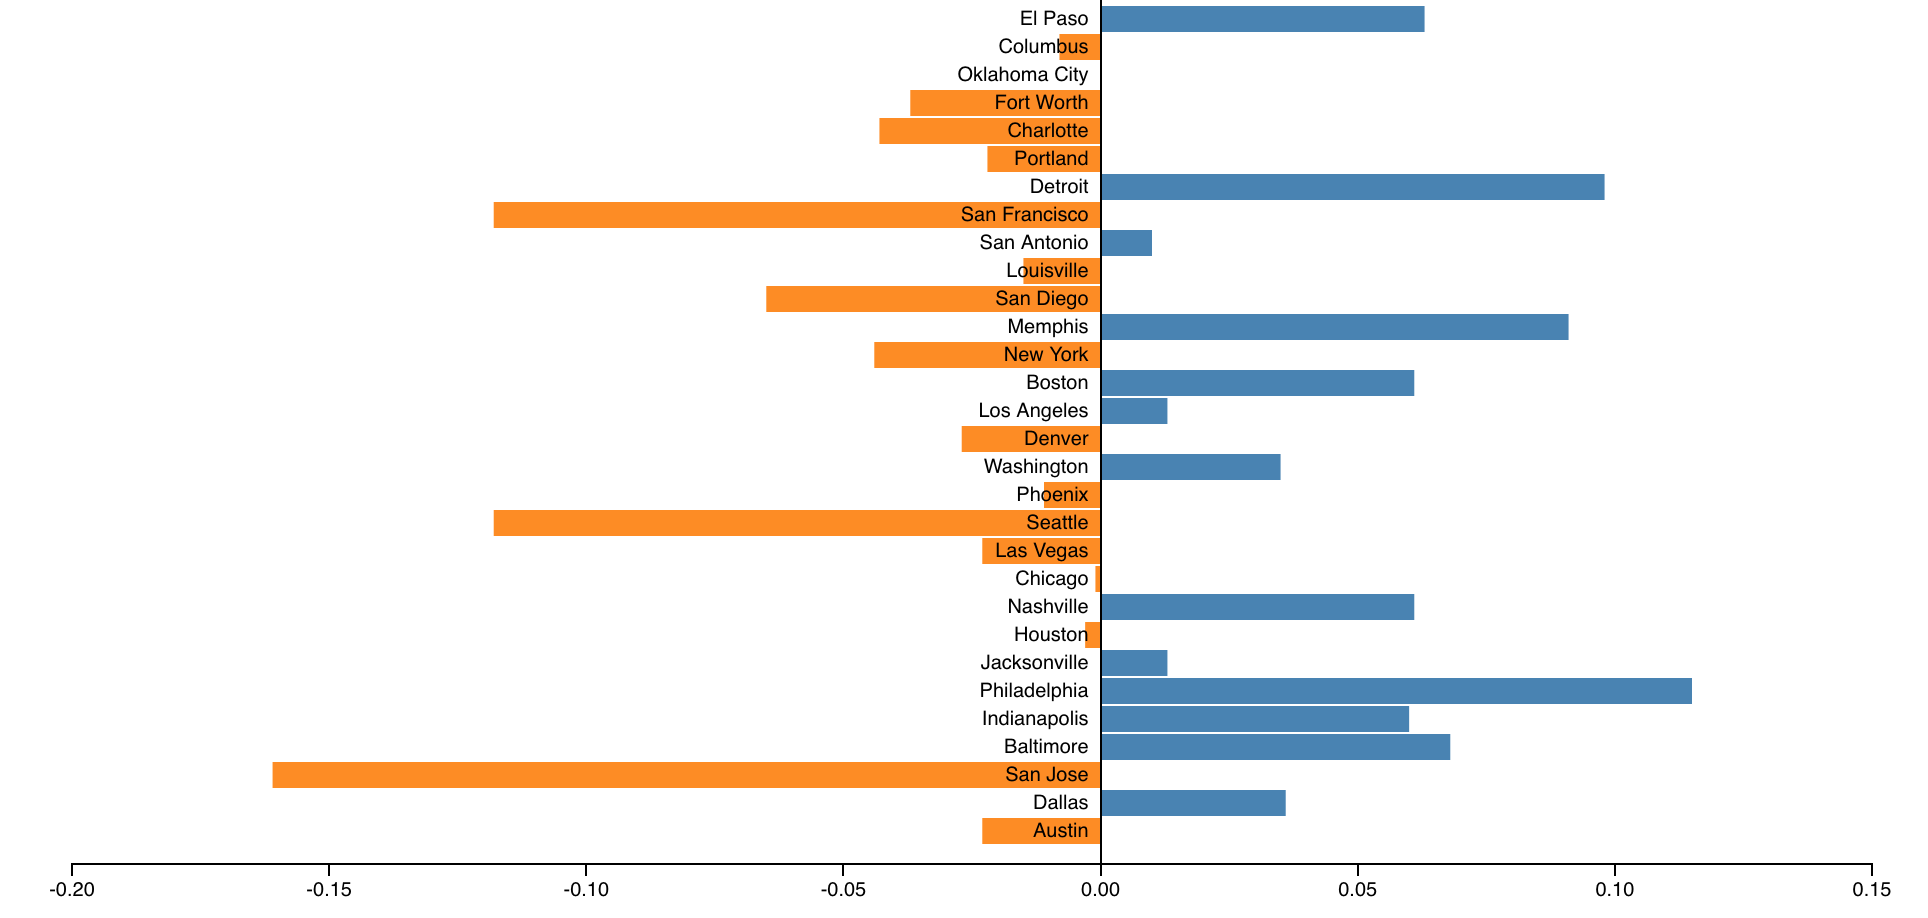 El Paso
Columbus
Oklahoma City
Fort Worth
Charlotte
Portland
Detroit
San Francisco
San Antonio
Louisville
San Diego
Memphis
New York
Boston
Los Angeles
Denver
Washington
Phoenix
Seattle
Las Vegas
Chicago
Nashville
Houston
Jacksonville
Philadelphia
Indianapolis
Baltimore
San Jose
Dallas
Austin
-0.20 -0.15 -0.10 -0.05 0.00 0.05 0.10 0.15